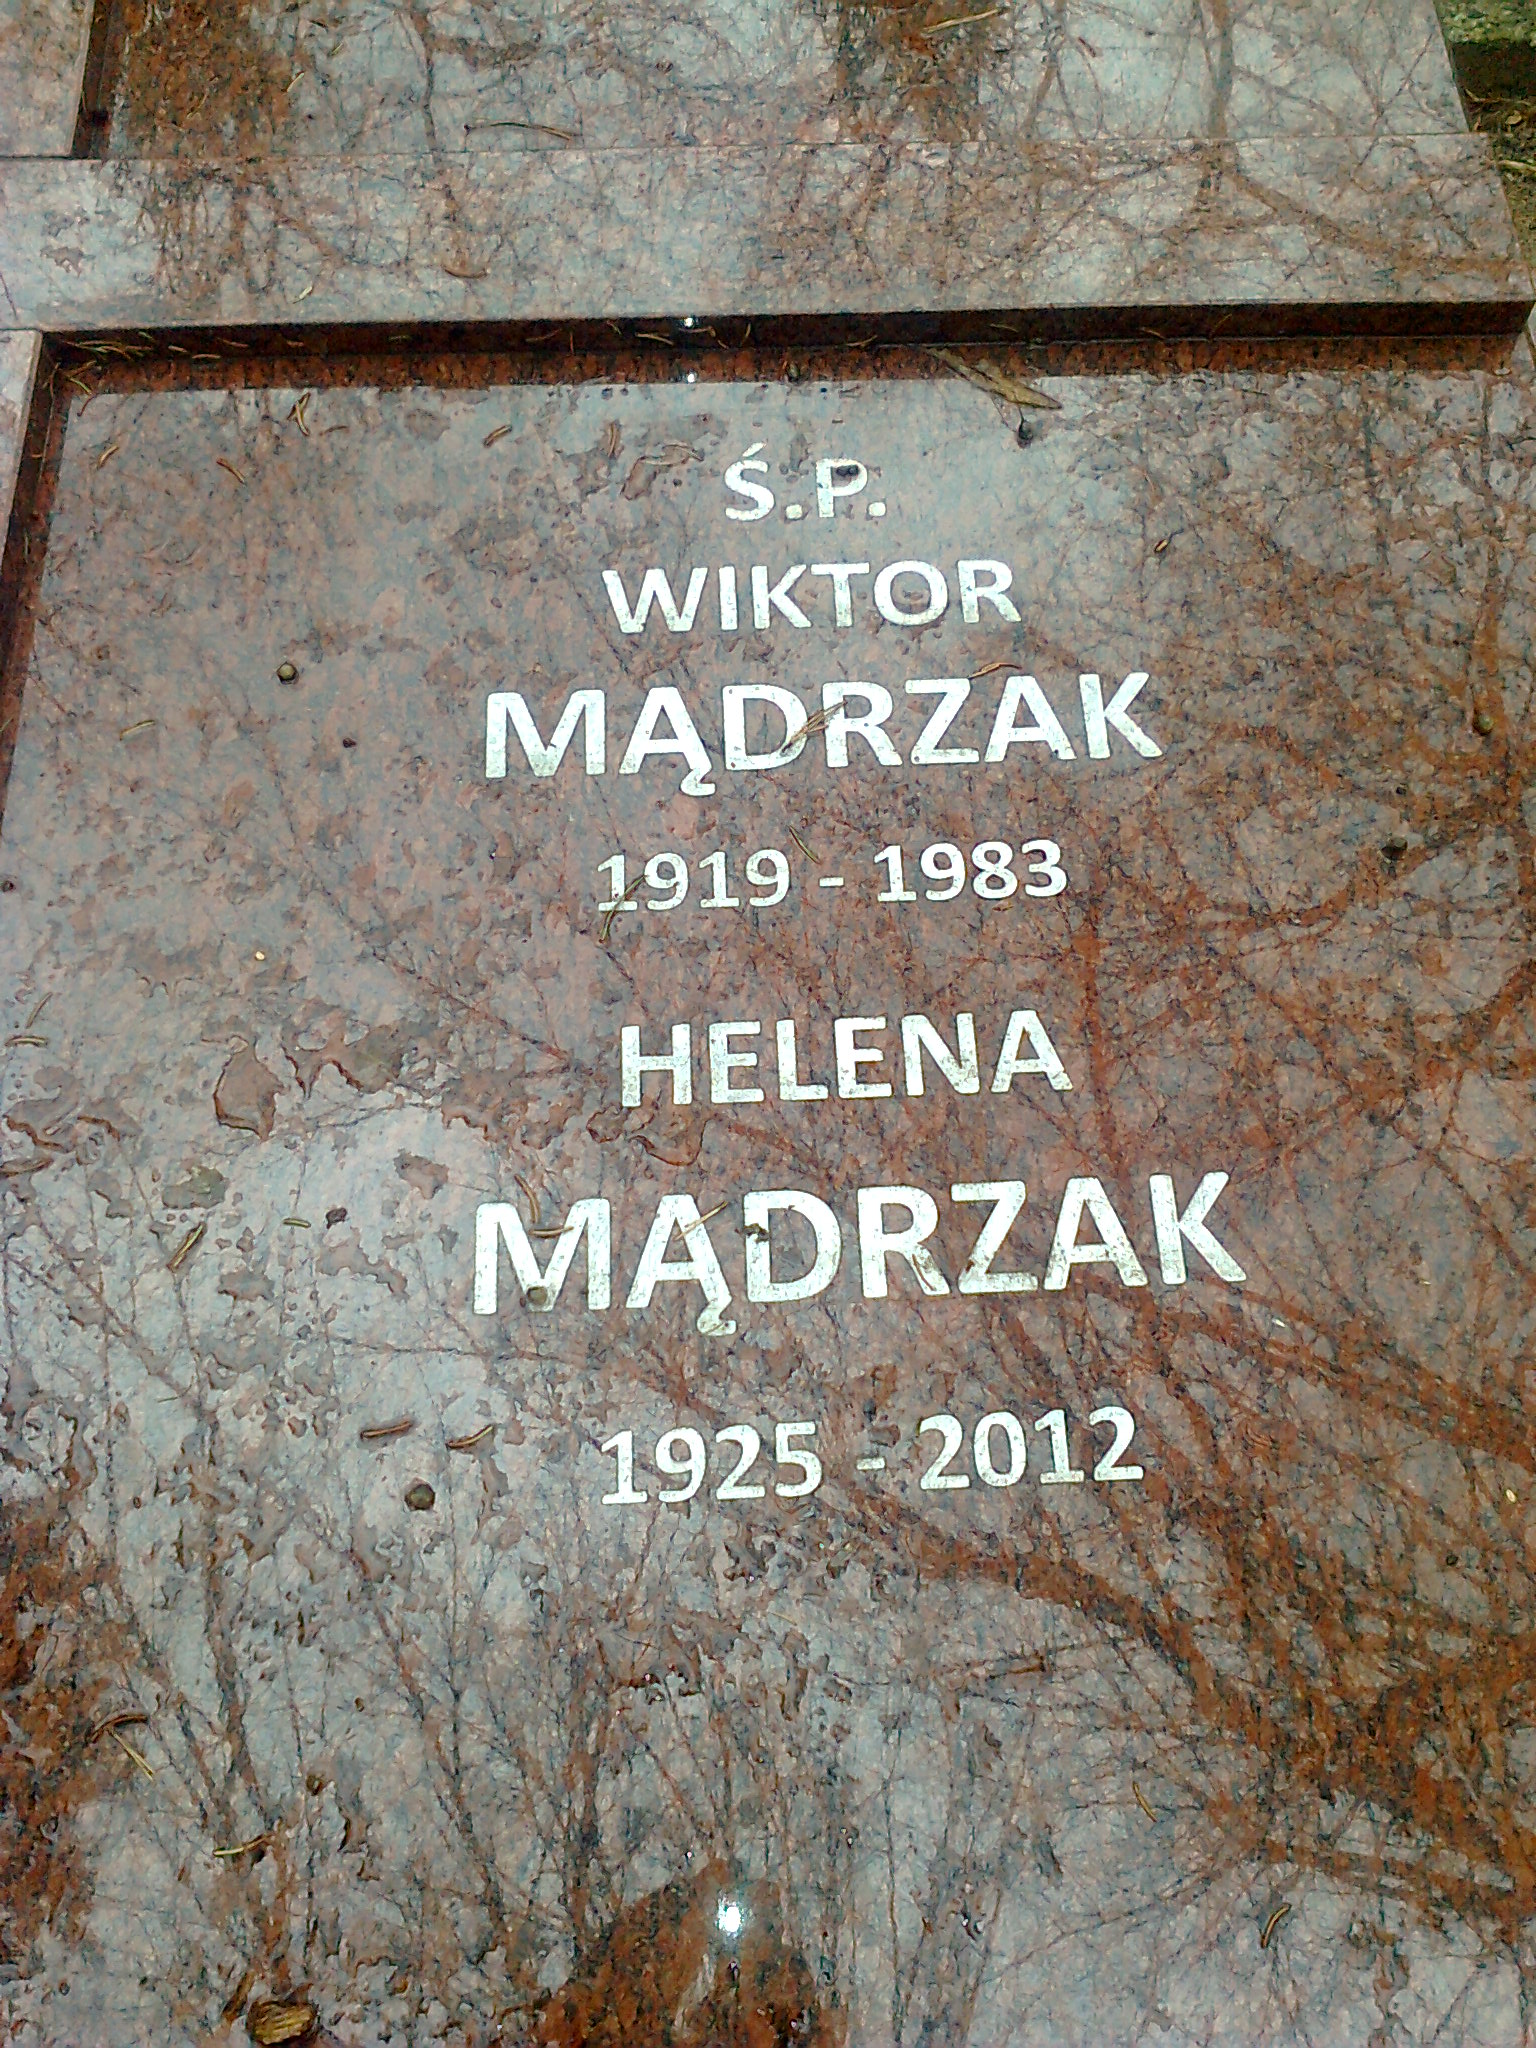 Ś.P.
WIKTOR
MĄDRZAK
1919 - 1983
HELENA
MĄDRZAK
1925 - 2012